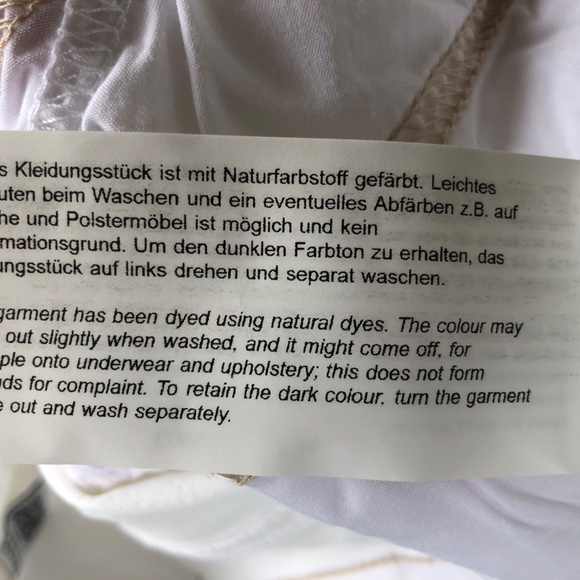 s Kleidungsstück ist mit Naturfarbstoff gefärbt. Leichtes
uten beim Waschen und ein eventuelles Abfärben z.B. auf
he und Polstermöbel ist möglich und kein
mationsgrund. Um den dunklen Farbton zu erhalten, das
ungsstück auf links drehen und separat waschen.
garment has been dyed using natural dyes. The colour may
out slightly when washed, and it might come off, for
ple onto underwear and upholstery; this does not form
ds for complaint. To retain the dark colour, turn the garment
e out and wash separately.